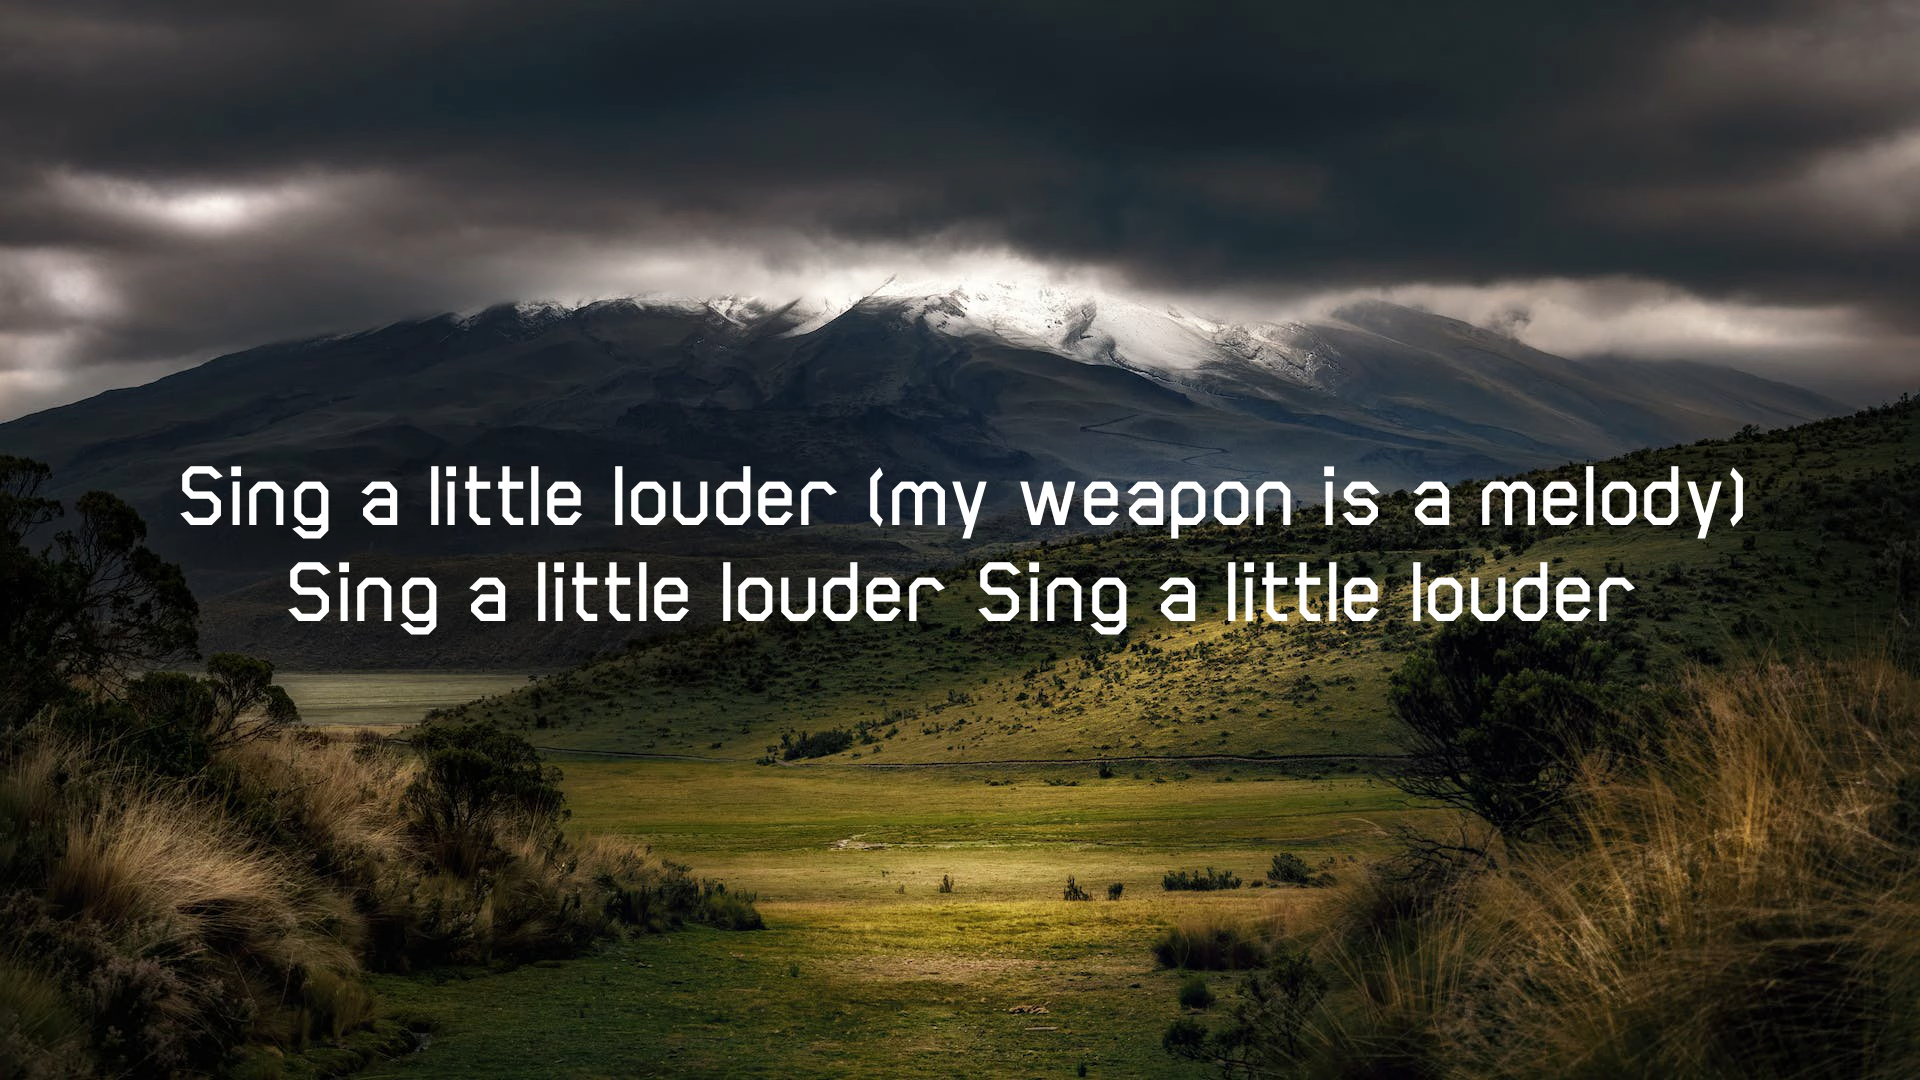 Sing a little louder (my weapon is a melody)
Sing a little louder Sing a little louder